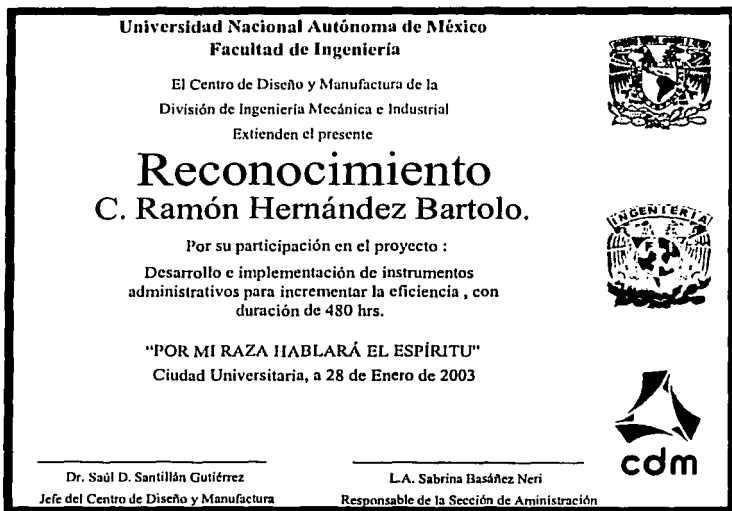 Universidad Nacional Autónoma de México
Facultad de Ingeniería
El Centro de Diseño y Manufactura de la
División de Ingeniería Mecánica e Industrial
Extienden el presente
Reconocimiento
C. Ramón Hernández Bartolo.
Por su participación en el proyecto :
Desarrollo e implementación de instrumentos
administrativos para incrementar la eficiencia , con
duración de 480 hrs.
“POR MI RAZA HABLARÁ EL ESPÍRITU”
Ciudad Universitaria, a 28 de Enero de 2003
INGENIERIA
cdm
Dr. Saúl D. Santillán Gutiérrez
Jefe del Centro de Diseño y Manufactura
L.A. Sabrina Basáñez Neri
Responsable de la Sección de Aministración